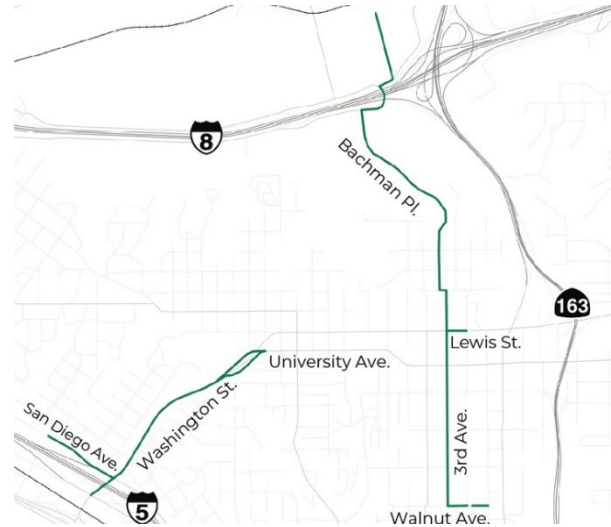 8
Bachman Pl.
163
Lewis St.
University Ave.
Washington St.
San Diego Ave.
3rd Ave.
5
Walnut Ave.